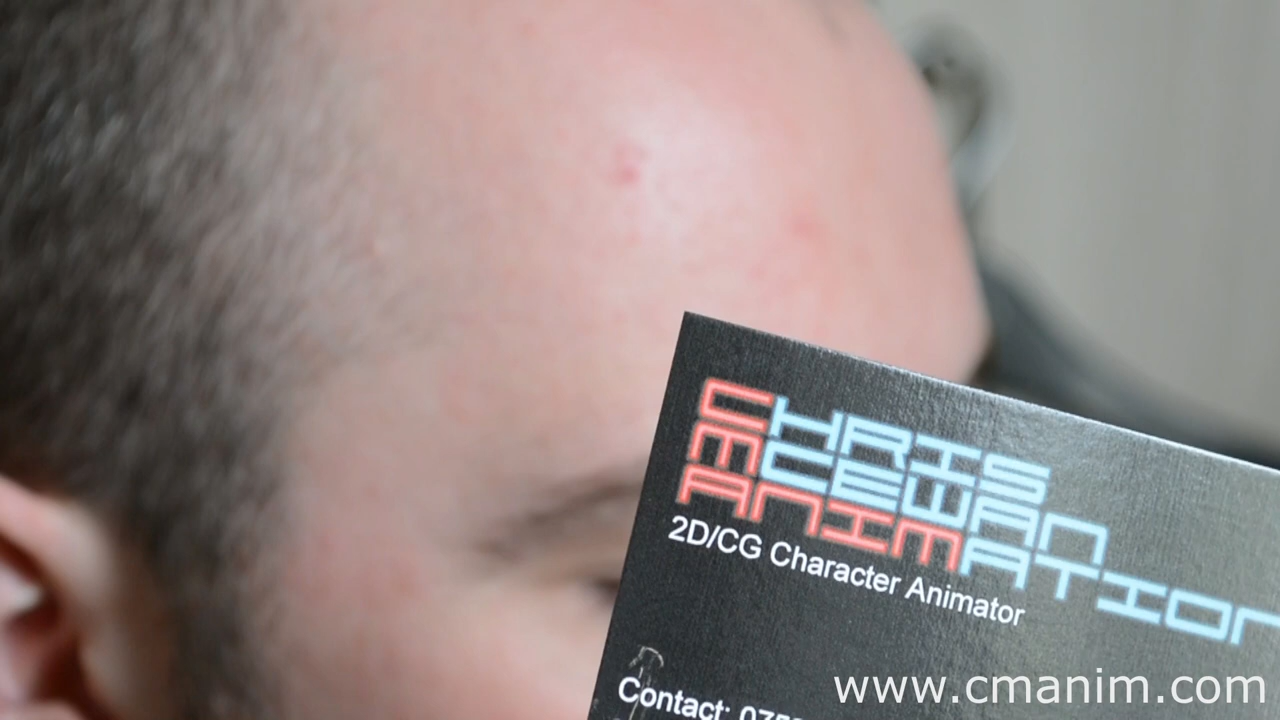 CHRIS
MCEWAN
ANIMATION
2D/CG Character Animator
Contact:
www.cmanim.com